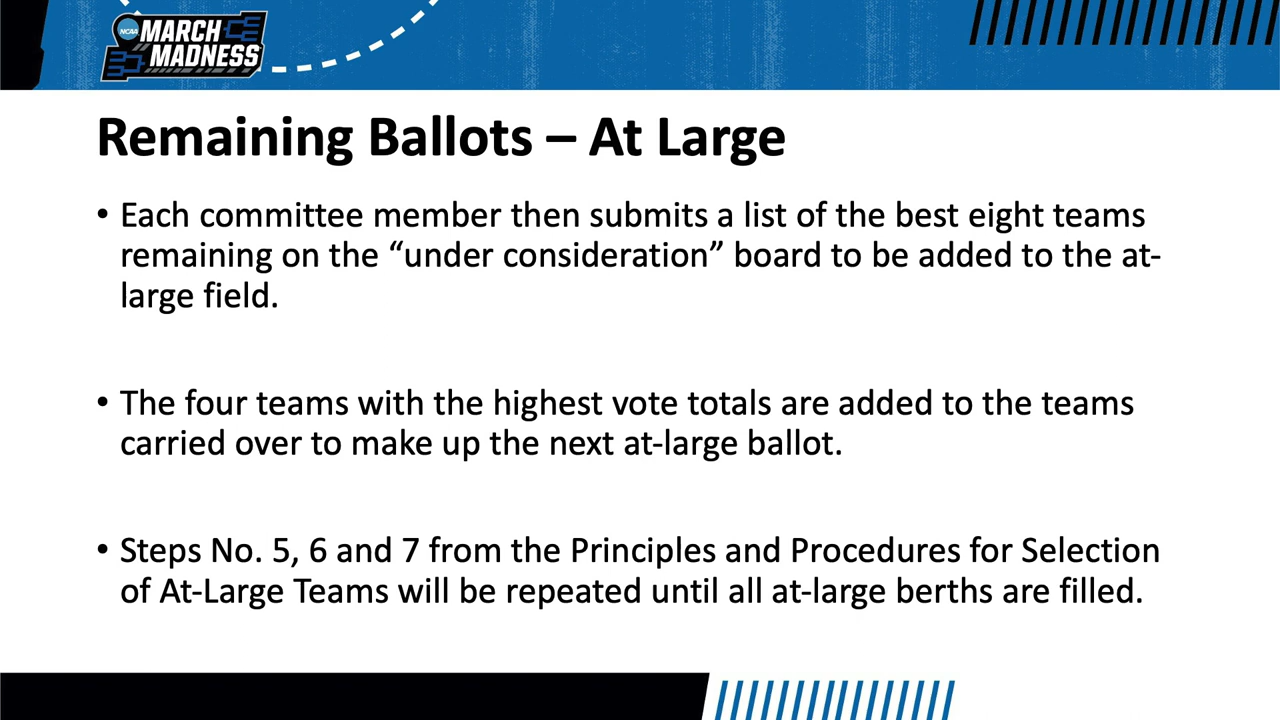 NCAA
MARCH
MADNESS
Remaining Ballots – At Large
• Each committee member then submits a list of the best eight teams
remaining on the “under consideration” board to be added to the at-
large field.
• The four teams with the highest vote totals are added to the teams
carried over to make up the next at-large ballot.
• Steps No. 5, 6 and 7 from the Principles and Procedures for Selection
of At-Large Teams will be repeated until all at-large berths are filled.